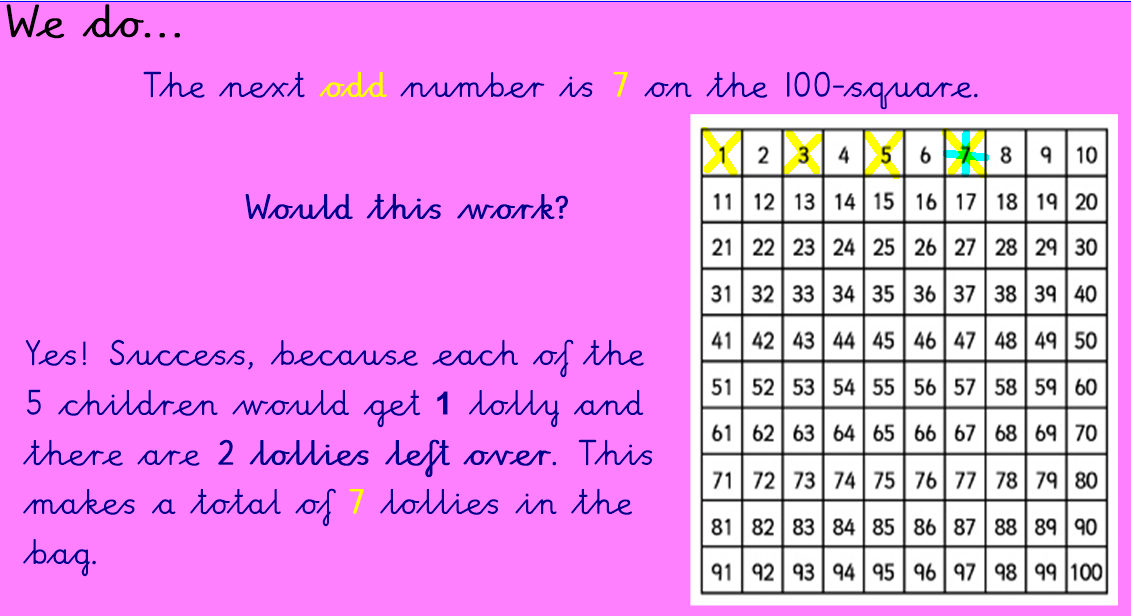 We do...
The next odd number is 7 on the 100-square.
Would this work?
Yes! Success, because each of the
5 children would get 1 lolly and
there are 2 lollies left over. This
makes a total of 7 lollies in the
bag.
1 2 3 4 5 6 7 8 9 10
11 12 13 14 15 16 17 18 19 20
21 22 23 24 25 26 27 28 29 30
31 32 33 34 35 36 37 38 39 40
41 42 43 44 45 46 47 48 49 50
51 52 53 54 55 56 57 58 59 60
61 62 63 64 65 66 67 68 69 70
71 72 73 74 75 76 77 78 79 80
81 82 83 84 85 86 87 88 89 90
91 92 93 94 95 96 97 98 99 100